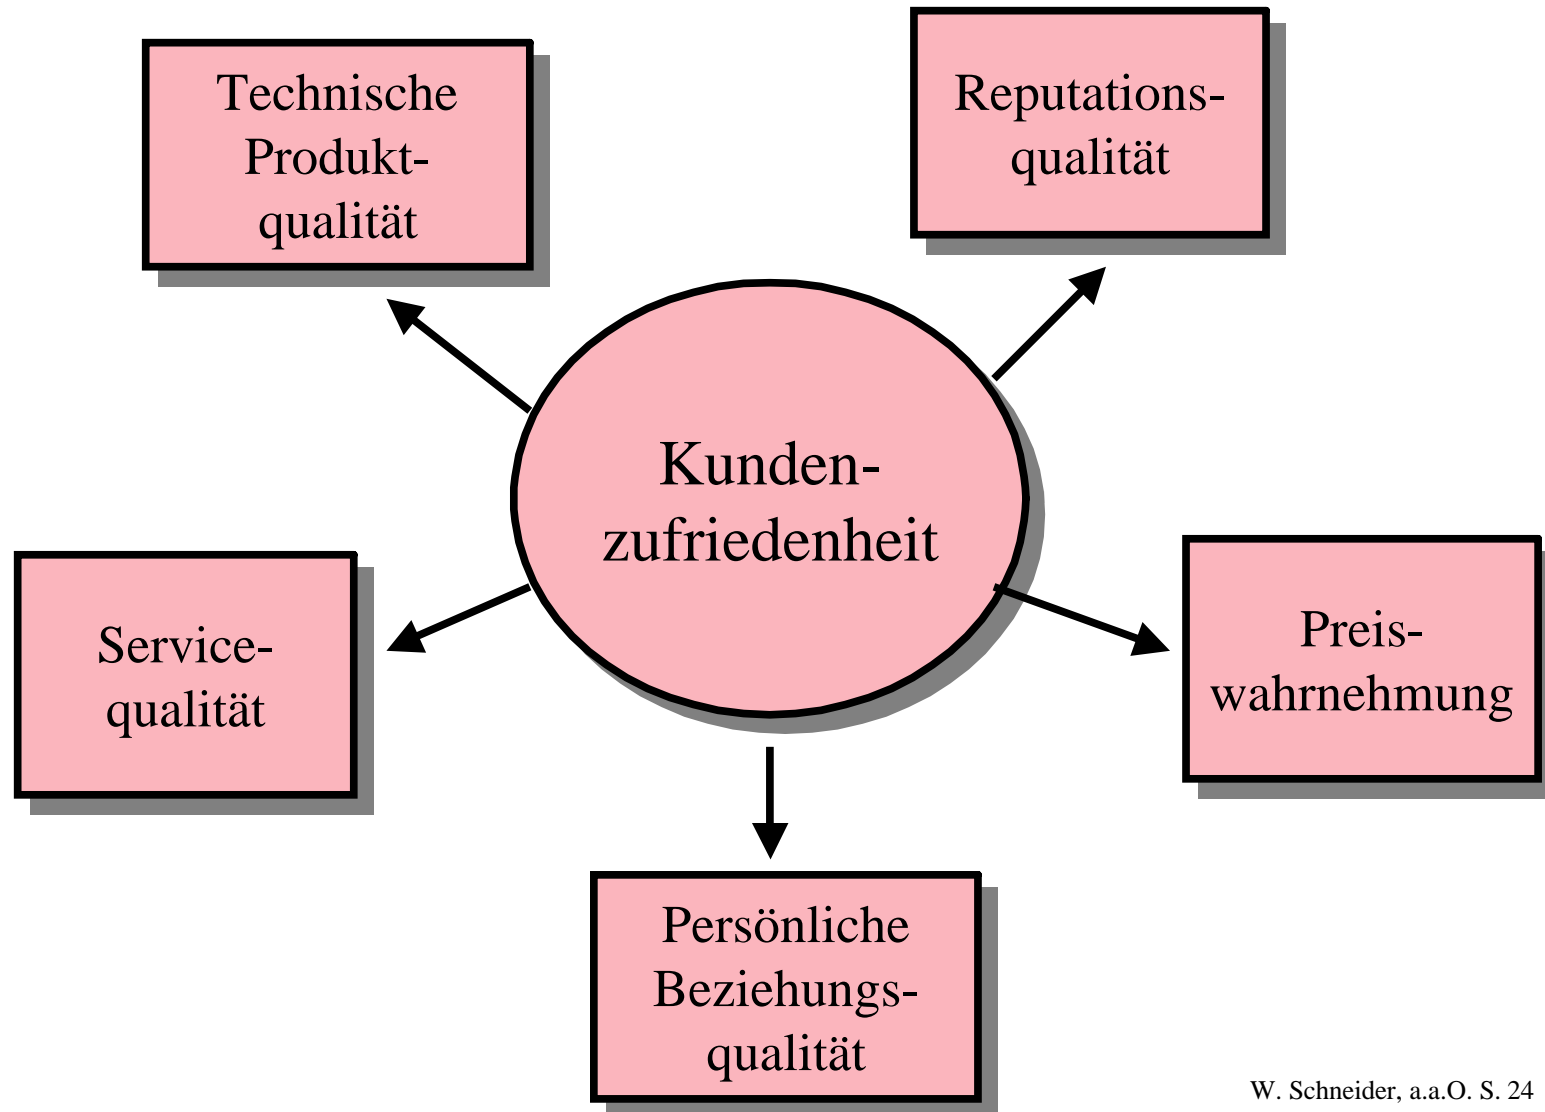 Technische
Produkt-
qualität
Reputations-
qualität
Kunden-
zufriedenheit
Service-
qualität
Preis-
wahrnehmung
Persönliche
Beziehungs-
qualität
W. Schneider, a.a.O. S. 24